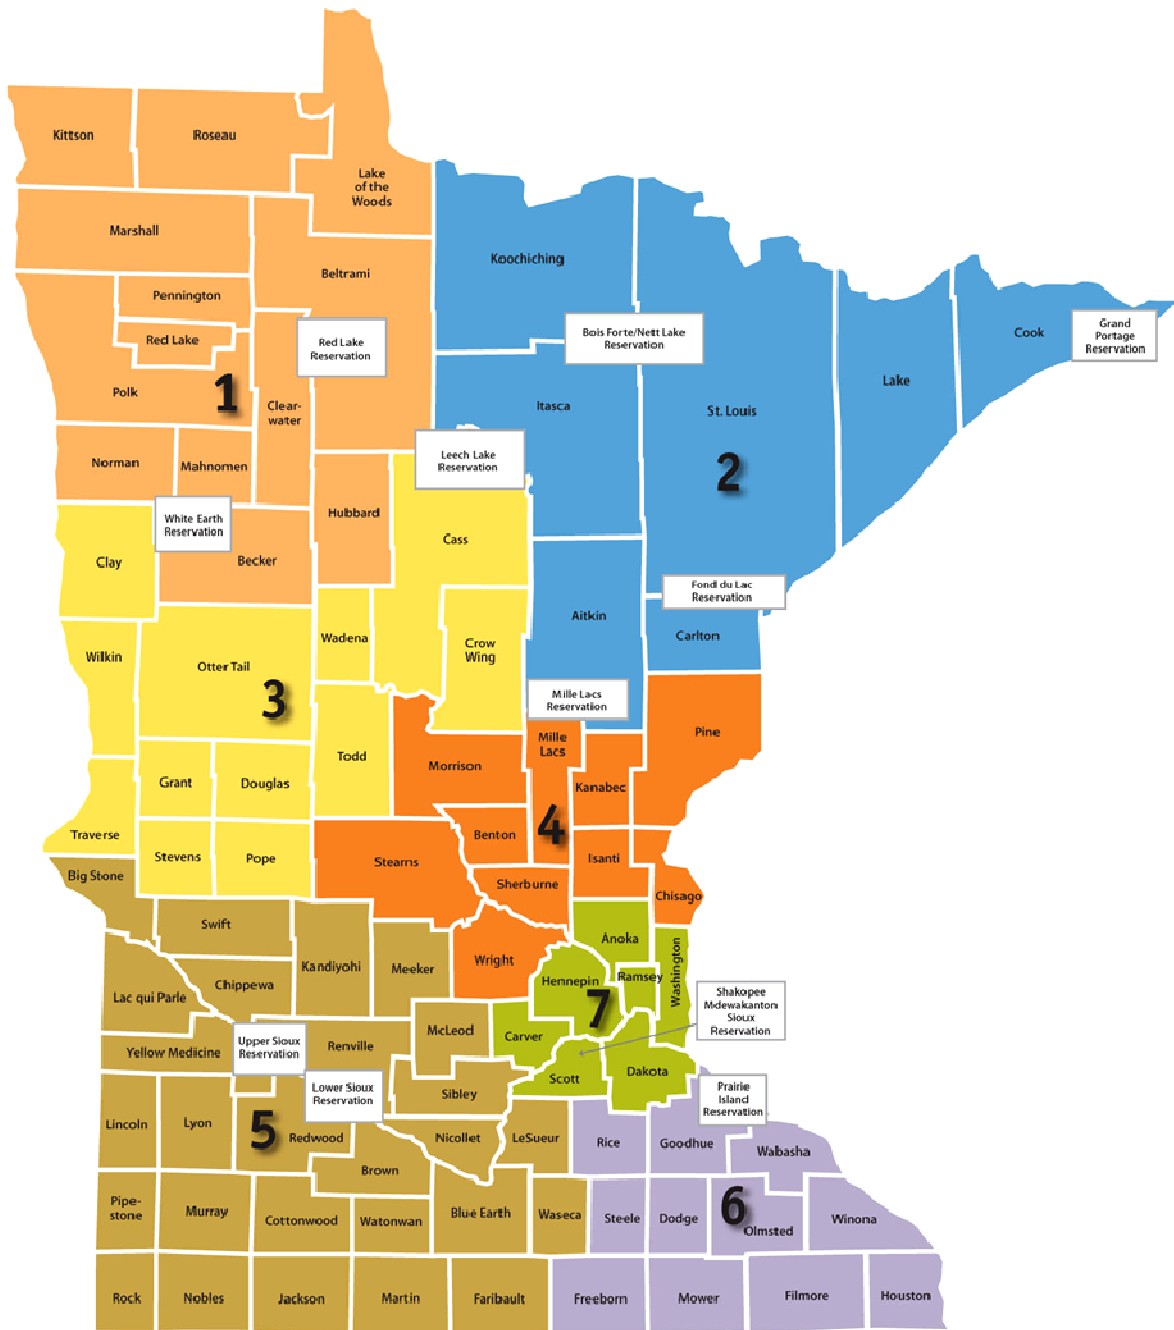 Kittson
Roseau
Lake
of the
Woods
Marshall
Koochiching
Beltrami
Pennington
Red Lake
Red Lake
Reservation
Bois Forte/Nett Lake
Reservation
Cook
Grand
Portage
Reservation
Polk
1
Clear-
water
Itasca
St. Louis
Lake
Norman
Mahnomen
Leech Lake
Reservation
2
White Earth
Reservation
Hubbard
Cass
Clay
Becker
Fond du Lac
Reservation
Wadena
Aitkin
Carlton
Wilkin
Otter Tail
Crow
Wing
3
Mille Lacs
Reservation
Todd
Mille
Lacs
Pine
Morrison
Grant
Douglas
Kanabec
Traverse
Benton
4
Stevens
Pope
Stearns
Isanti
Big Stone
Sherburne
Chisago
Swift
Anoka
Washington
Kandiyohi
Meeker
Wright
Hennepin
Ramsey
Lac qui Parle
Chippewa
7
Shakopee
Mdewakanton
Sioux
Reservation
McLeod
Carver
Yellow Medicine
Upper Sioux
Reservation
Renville
Scott
Dakota
Lower Sioux
Reservation
Sibley
Prairie
Island
Reservation
Lincoln
Lyon
5
Redwood
Nicollet
LeSueur
Rice
Goodhue
Wabasha
Brown
Pipe-
stone
Murray
Cottonwood
Watonwan
Blue Earth
Waseca
Steele
Dodge
6
Olmsted
Winona
Rock
Nobles
Jackson
Martin
Faribault
Freeborn
Mower
Filmore
Houston